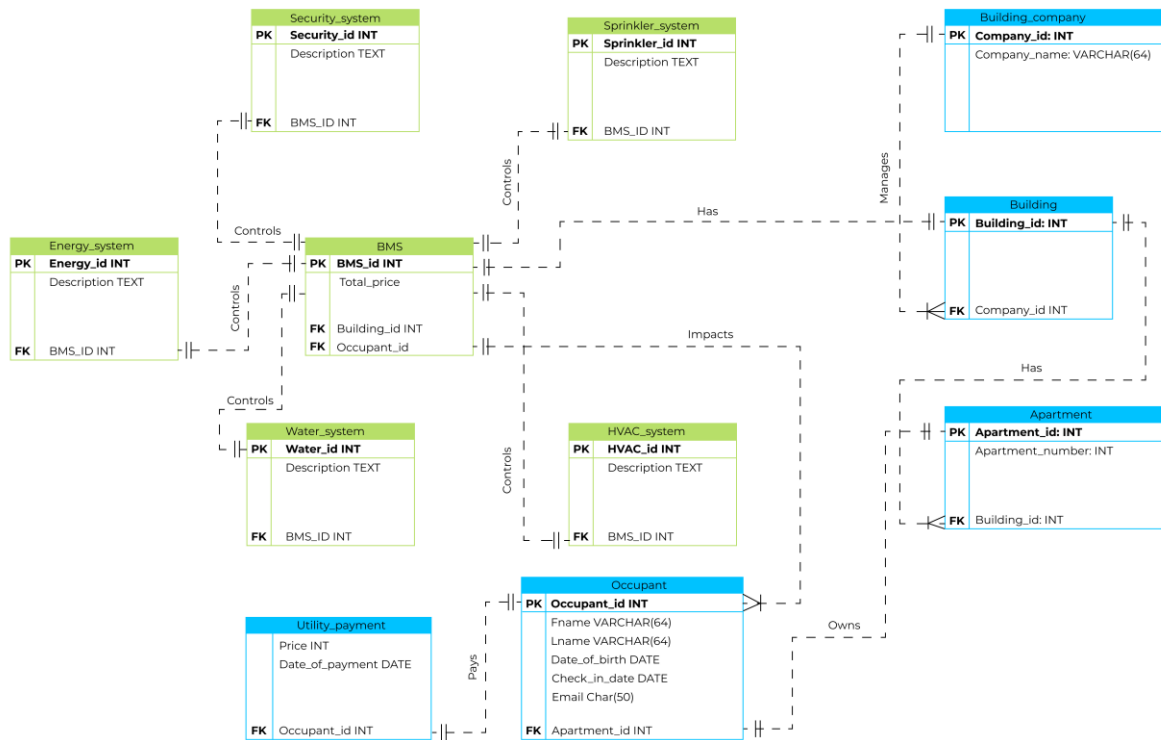 Security_system
PK Security_id INT
Description TEXT
FK BMS_ID INT
Sprinkler_system
PK Sprinkler_id INT
Description TEXT
FK BMS_ID INT
Building_company
PK Company_id: INT
Company_name: VARCHAR(64)
Controls
Controls
Manages
Has
Energy_system
PK Energy_id INT
Description TEXT
FK BMS_ID INT
Controls
BMS
PK BMS_id INT
Total_price
FK Building_id INT
FK Occupant_id
Building
PK Building_id: INT
FK Company_id INT
Impacts
Has
Controls
Controls
Water_system
PK Water_id INT
Description TEXT
FK BMS_ID INT
HVAC_system
PK HVAC_id INT
Description TEXT
FK BMS_ID INT
Apartment
PK Apartment_id: INT
Apartment_number: INT
FK Building_id: INT
Utility_payment
Price INT
Date_of_payment DATE
FK Occupant_id INT
Pays
Occupant
PK Occupant_id INT
Fname VARCHAR(64)
Lname VARCHAR(64)
Date_of_birth DATE
Check_in_date DATE
Email Char(50)
FK Apartment_id INT
Owns